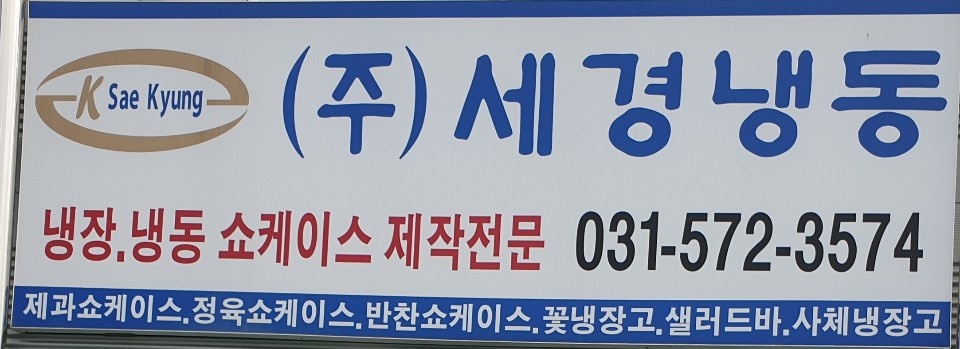 K Sae Kyung
(주)세경냉동
냉장.냉동 쇼케이스 제작전문 031-572-3574
제과쇼케이스.정육쇼케이스.반찬쇼케이스.꽃냉장고.샐러드바.사체냉장고